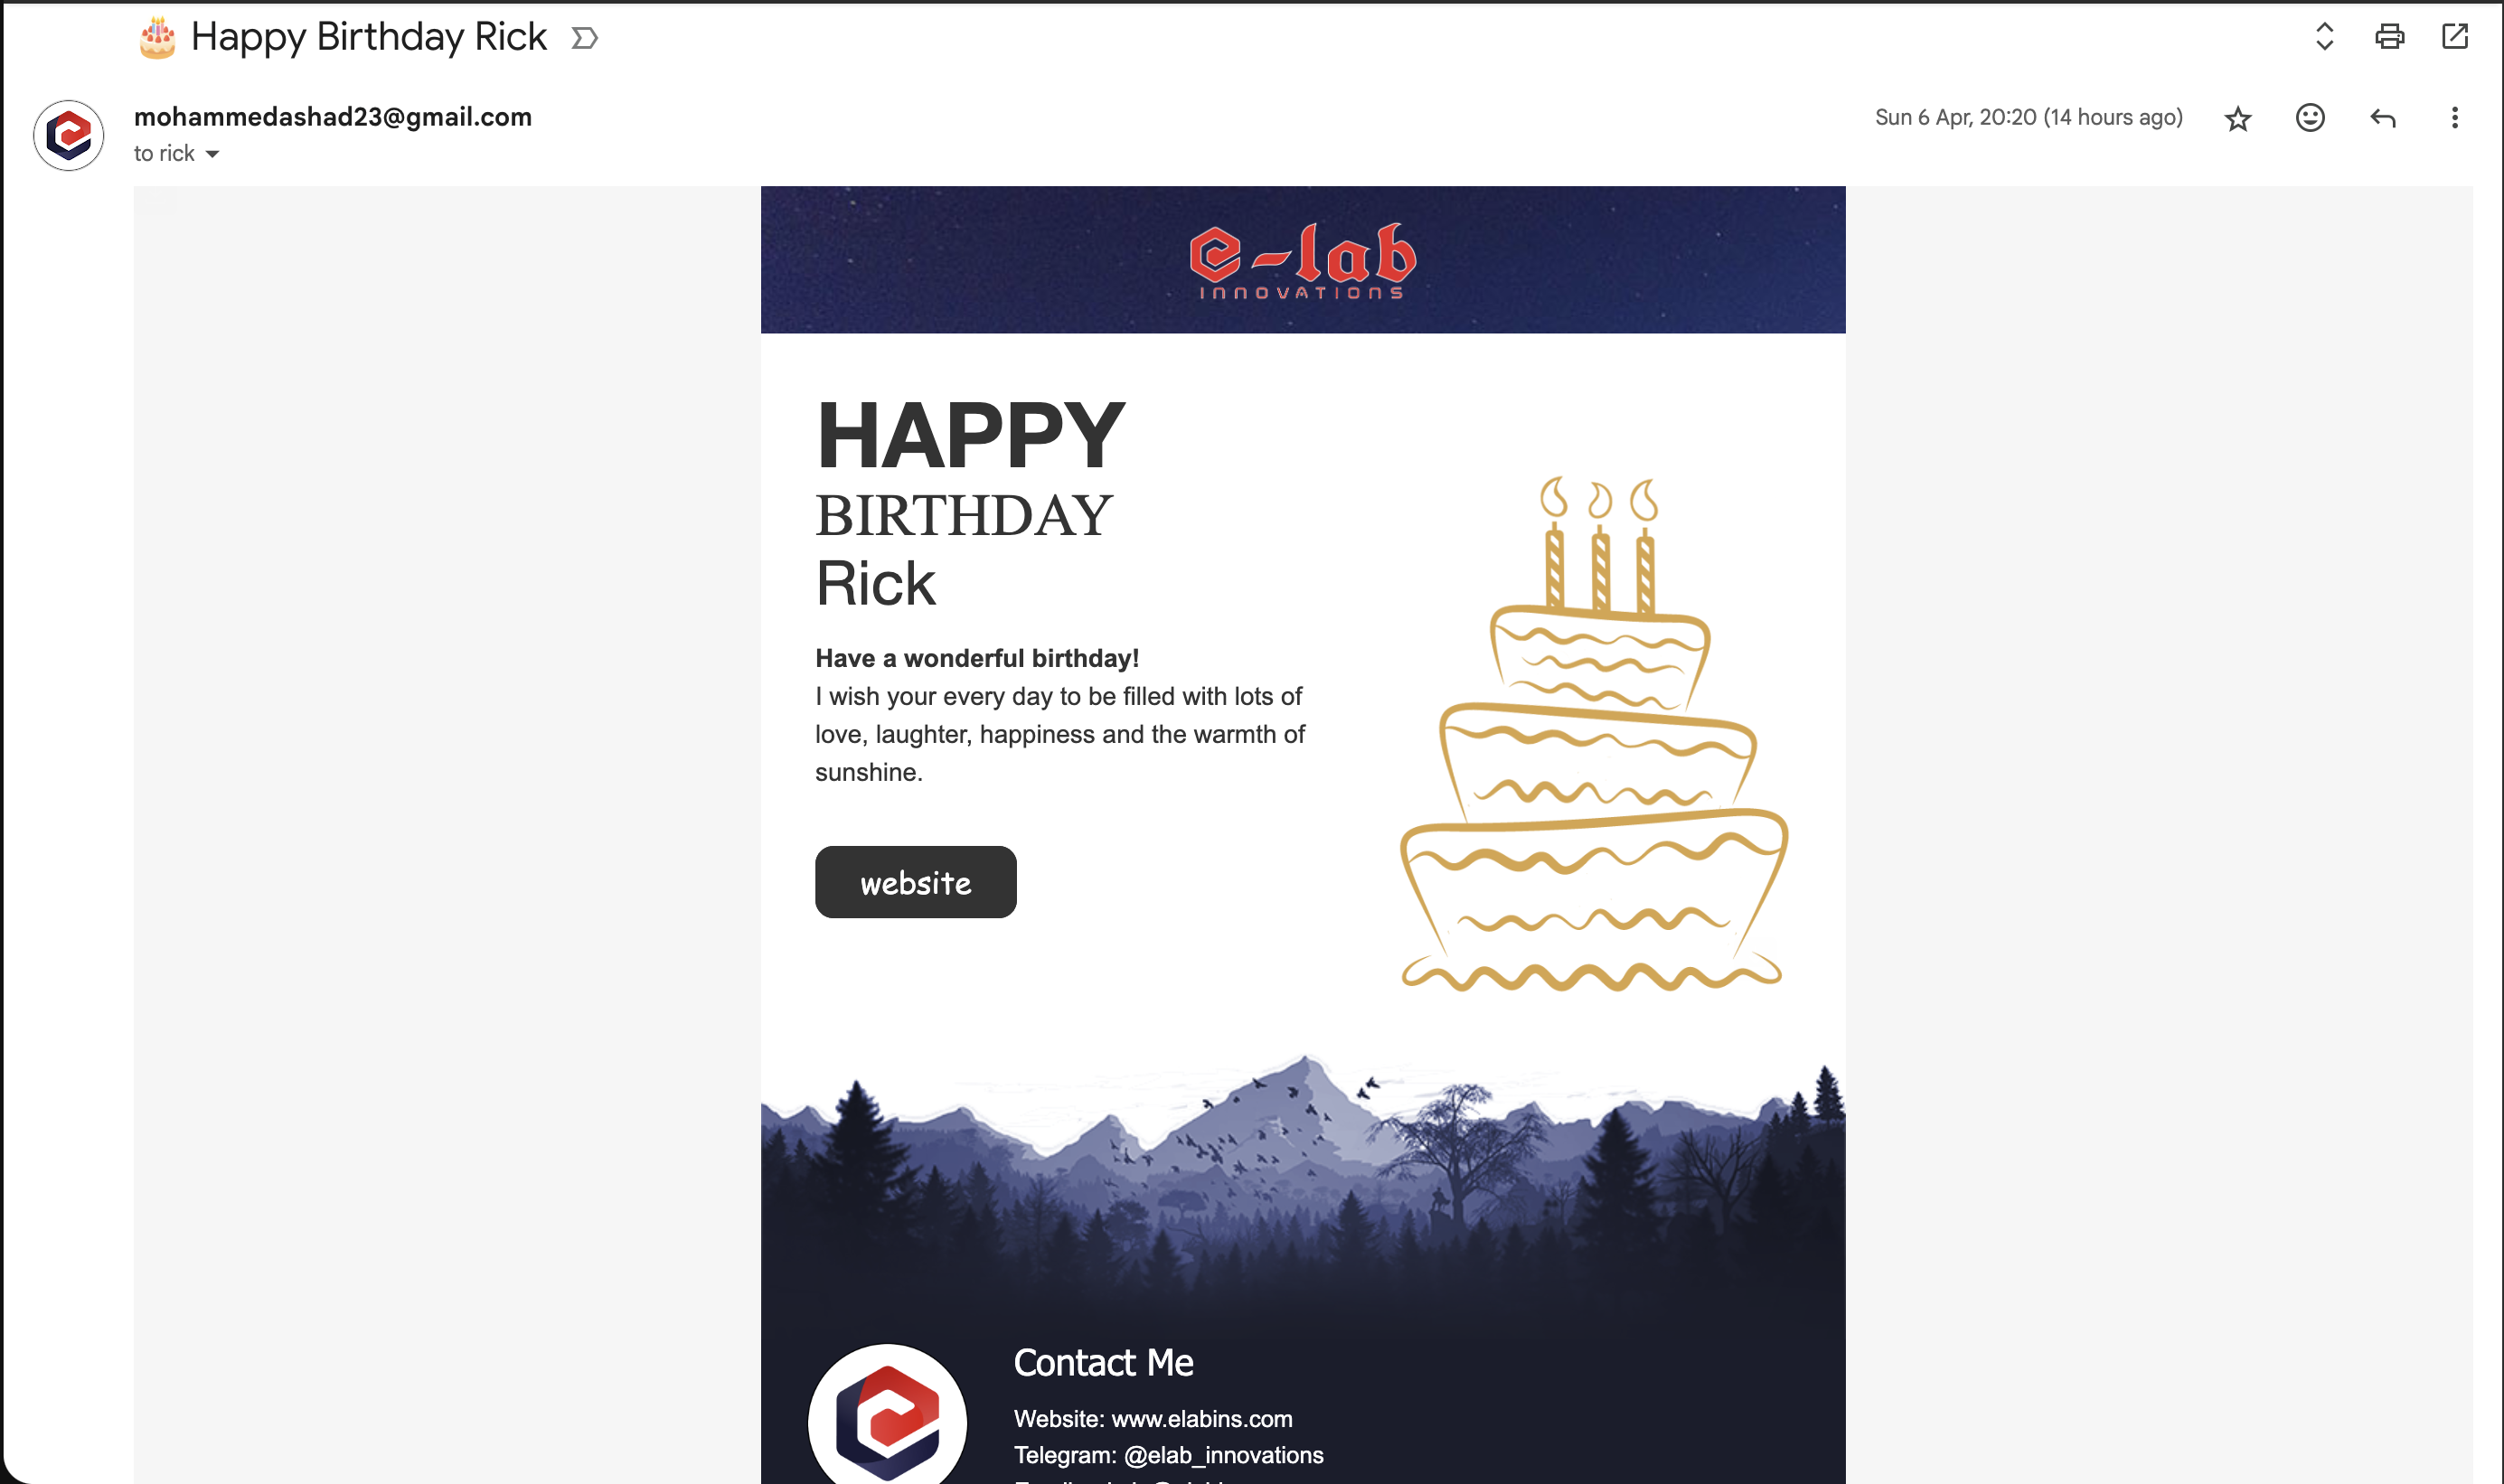 🎂 Happy Birthday Rick
mohammedashad23@gmail.com
Sun 6 Apr, 20:20 (14 hours ago)
to rick
e-lab
INNOVATIONS
HAPPY
BIRTHDAY
Rick
Have a wonderful birthday!
I wish your every day to be filled with lots of
love, laughter, happiness and the warmth of
sunshine.
website
Contact Me
Website: www.elabins.com
Telegram: @elab_innovations